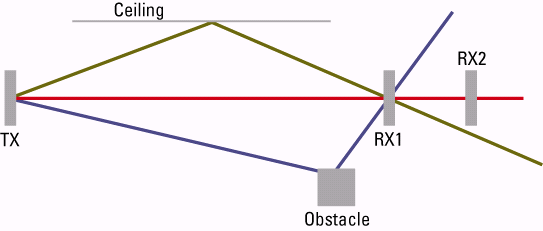 Ceiling
RX2
TX
RX1
Obstacle